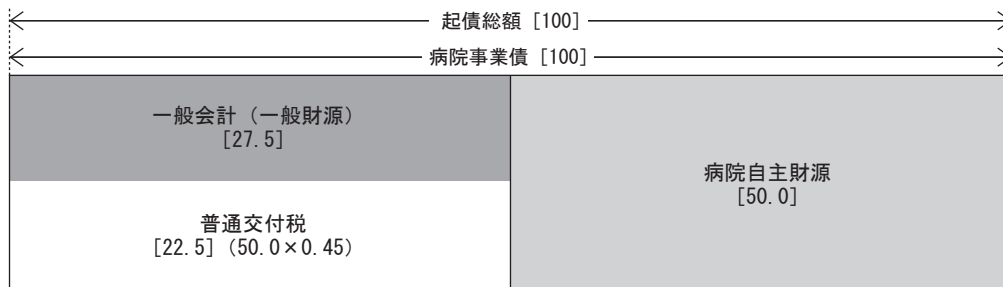 起債総額 [100]
病院事業債 [100]
一般会計（一般財源）
[27.5]
病院自主財源
[50.0]
普通交付税
[22.5] (50.0×0.45)